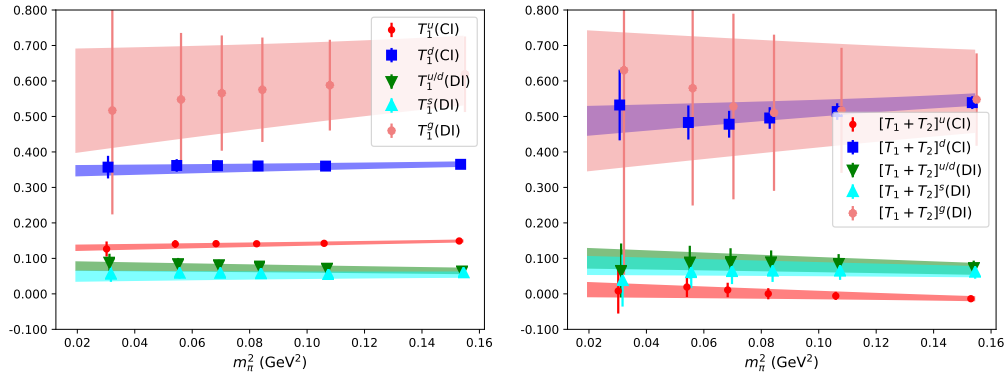 0.800
0.700
0.600
0.500
0.400
0.300
0.200
0.100
0.000
-0.100
0.02 0.04 0.06 0.08 0.10 0.12 0.14 0.16
$m_\pi^2$ (GeV$^2$)
$T_1^u$(CI)
$T_1^d$(CI)
$T_1^{u/d}$(DI)
$T_1^s$(DI)
$T_1^g$(DI)
0.800
0.700
0.600
0.500
0.400
0.300
0.200
0.100
0.000
-0.100
0.02 0.04 0.06 0.08 0.10 0.12 0.14 0.16
$m_\pi^2$ (GeV$^2$)
$[T_1 + T_2]^u$(CI)
$[T_1 + T_2]^d$(CI)
$[T_1 + T_2]^{u/d}$(DI)
$[T_1 + T_2]^s$(DI)
$[T_1 + T_2]^g$(DI)